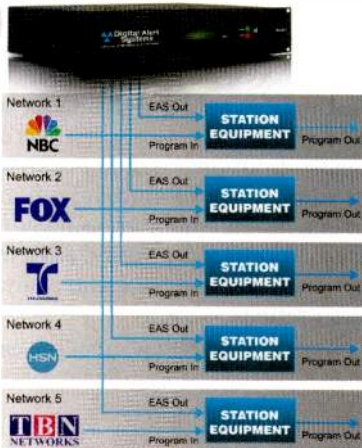 Digital Alert
Systems
Network 1
NBC
EAS Out
Program In
STATION
EQUIPMENT
Program Out
Network 2
FOX
EAS Out
Program In
STATION
EQUIPMENT
Program Out
Network 3
EAS Out
Program In
STATION
EQUIPMENT
Program Out
Network 4
HSN
EAS Out
Program In
STATION
EQUIPMENT
Program Out
Network 5
TBN
NETWORKS
EAS Out
Program In
STATION
EQUIPMENT
Program Out